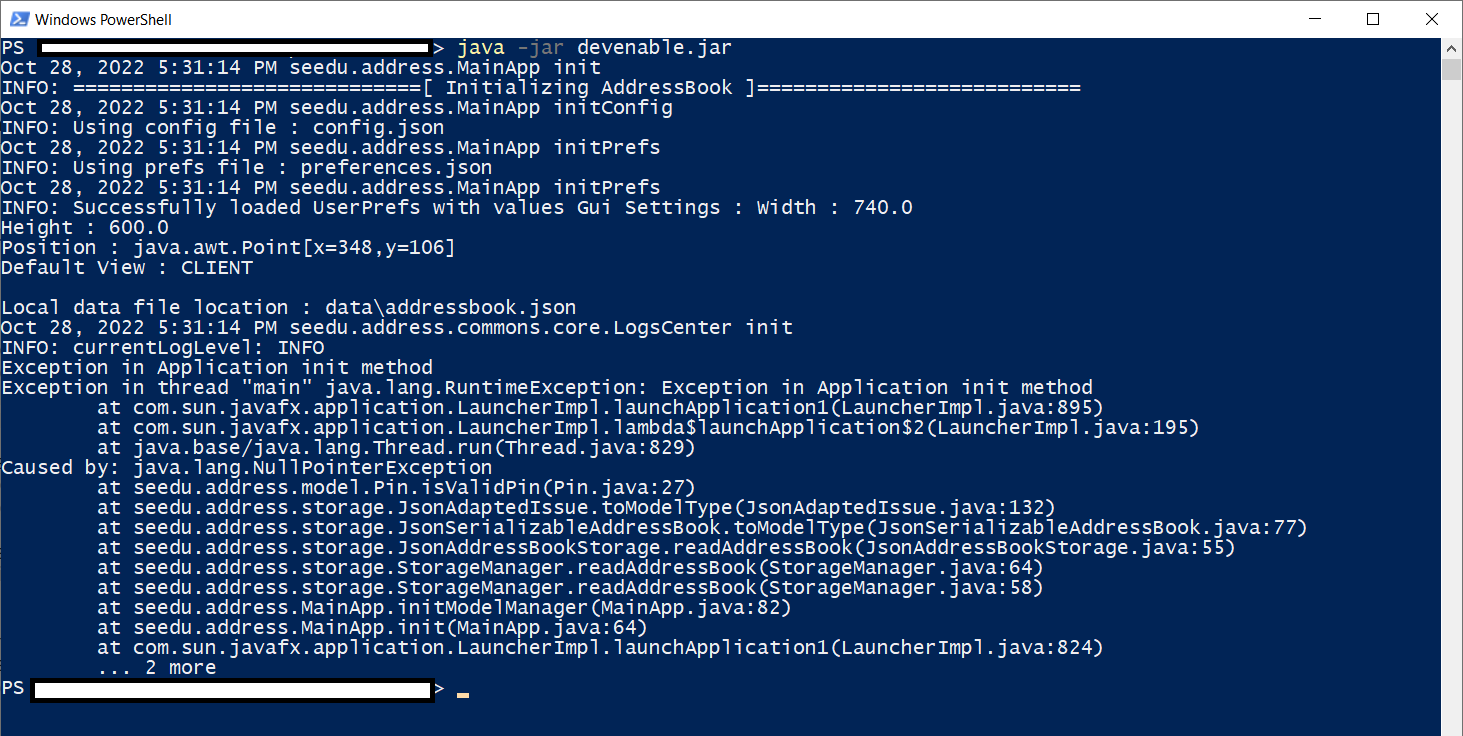 Windows PowerShell
PS > java -jar devenable.jar
Oct 28, 2022 5:31:14 PM seedu.address.MainApp init
INFO: =============================[ Initializing AddressBook ]===========================
Oct 28, 2022 5:31:14 PM seedu.address.MainApp initConfig
INFO: Using config file : config.json
Oct 28, 2022 5:31:14 PM seedu.address.MainApp initPrefs
INFO: Using prefs file : preferences.json
Oct 28, 2022 5:31:14 PM seedu.address.MainApp initPrefs
INFO: Successfully loaded UserPrefs with values Gui Settings : Width : 740.0
Height : 600.0
Position : java.awt.Point[x=348,y=106]
Default View : CLIENT
Local data file location : data\addressbook.json
Oct 28, 2022 5:31:14 PM seedu.address.commons.core.LogsCenter init
INFO: currentLogLevel: INFO
Exception in Application init method
Exception in thread "main" java.lang.RuntimeException: Exception in Application init method
        at com.sun.javafx.application.LauncherImpl.launchApplication1(LauncherImpl.java:895)
        at com.sun.javafx.application.LauncherImpl.lambda$launchApplication$2(LauncherImpl.java:195)
        at java.base/java.lang.Thread.run(Thread.java:829)
Caused by: java.lang.NullPointerException
        at seedu.address.model.Pin.isValidPin(Pin.java:27)
        at seedu.address.storage.JsonAdaptedIssue.toModelType(JsonAdaptedIssue.java:132)
        at seedu.address.storage.JsonSerializableAddressBook.toModelType(JsonSerializableAddressBook.java:77)
        at seedu.address.storage.JsonAddressBookStorage.readAddressBook(JsonAddressBookStorage.java:55)
        at seedu.address.storage.StorageManager.readAddressBook(StorageManager.java:64)
        at seedu.address.storage.StorageManager.readAddressBook(StorageManager.java:58)
        at seedu.address.MainApp.initModelManager(MainApp.java:82)
        at seedu.address.MainApp.init(MainApp.java:64)
        at com.sun.javafx.application.LauncherImpl.launchApplication1(LauncherImpl.java:824)
        ... 2 more
PS >